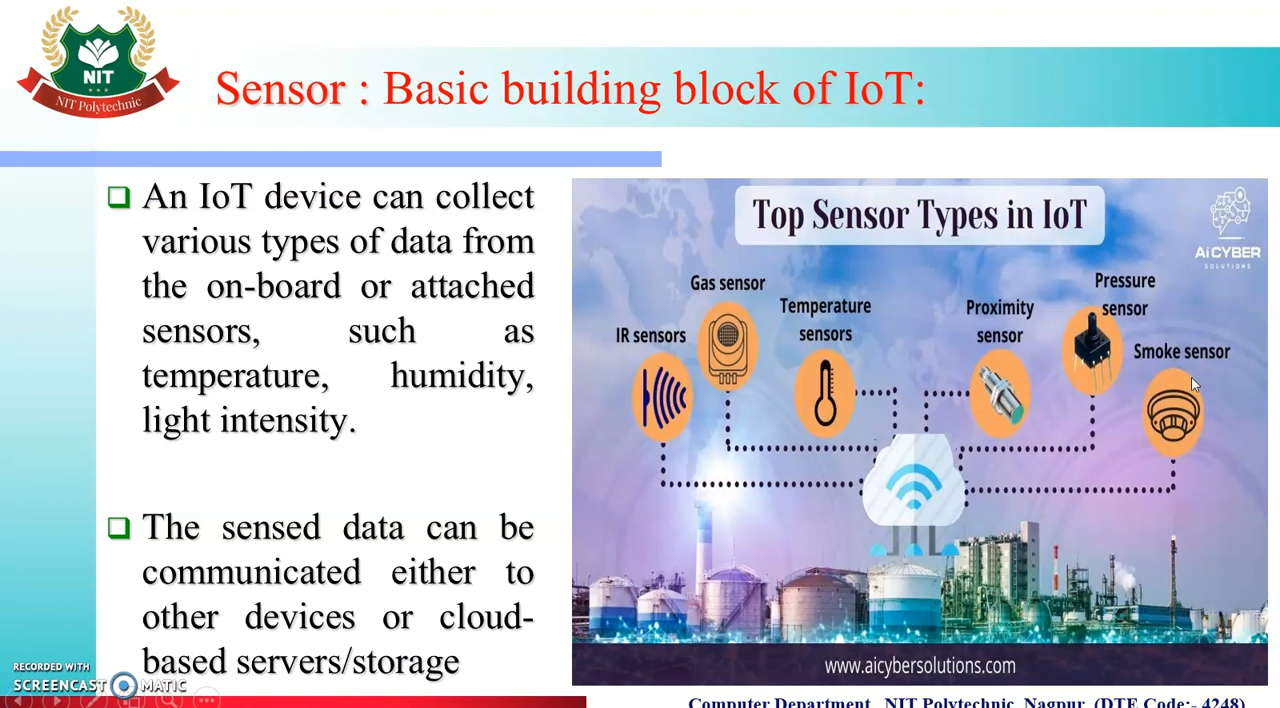 NIT
NIT Polytechnic
Sensor : Basic building block of IoT:
An IoT device can collect
various types of data from
the on-board or attached
sensors, such as
temperature, humidity,
light intensity.
The sensed data can be
communicated either to
other devices or cloud-
based servers/storage
Top Sensor Types in IoT
Ai CYBER
SOLUTIONS
IR sensors
Gas sensor
Temperature
sensors
Proximity
sensor
Pressure
sensor
Smoke sensor
www.aicybersolutions.com
RECORDED WITH
SCREENCAST MATIC
Computer Department, NIT Polytechnic, Nagpur, (DTE Code:- 4248)